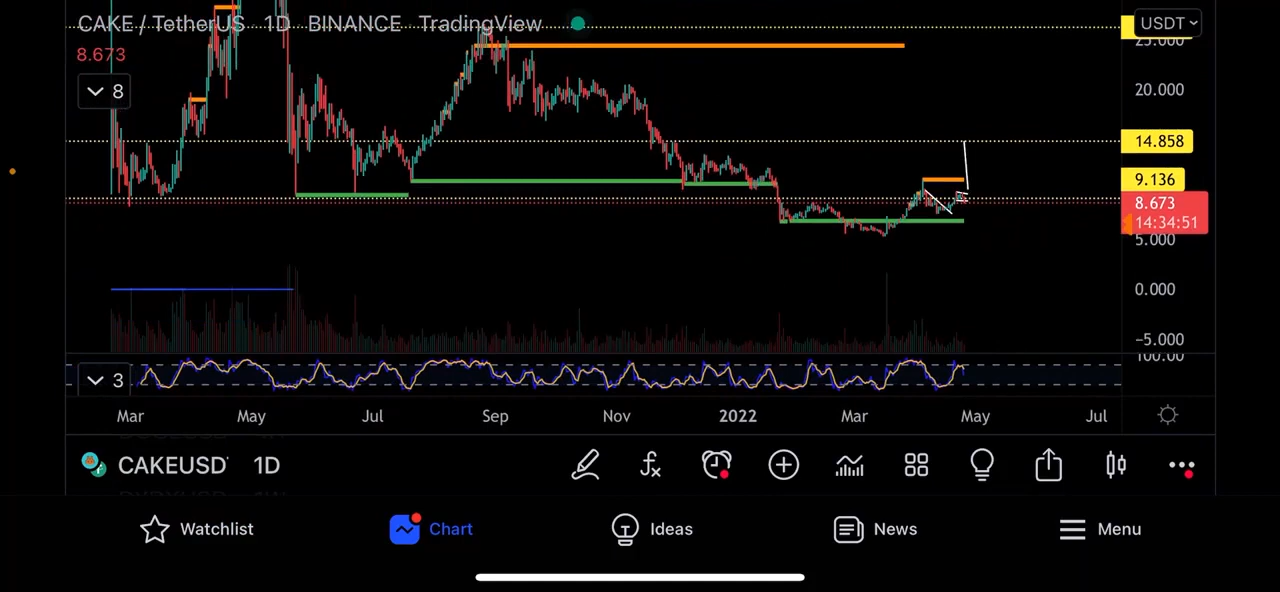 CAKE / TetherUS · 1D · BINANCE · TradingView
USDT
8.673
25.000
8
20.000
14.858
9.136
8.673
14:34:51
5.000
0.000
−5.000
100.00
3
Mar May Jul Sep Nov 2022 Mar May Jul
CAKEUSD 1D
Watchlist Chart Ideas News Menu